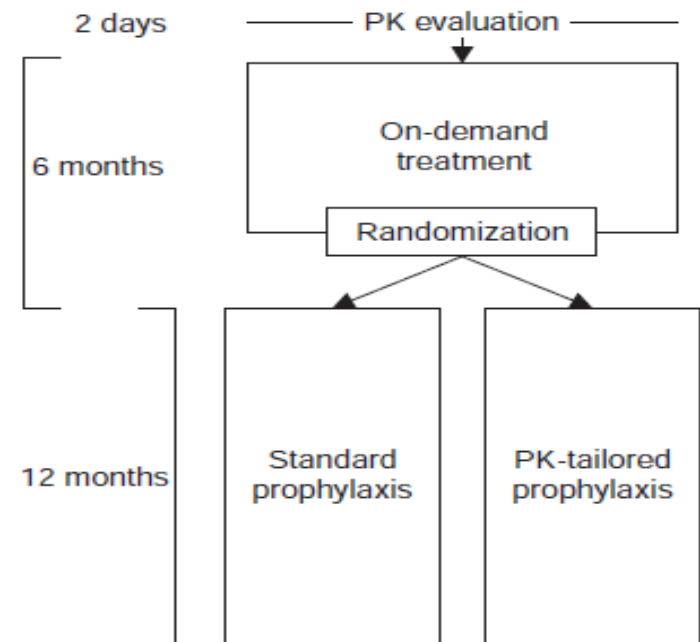 2 days
PK evaluation
6 months
On-demand
treatment
Randomization
12 months
Standard
prophylaxis
PK-tailored
prophylaxis